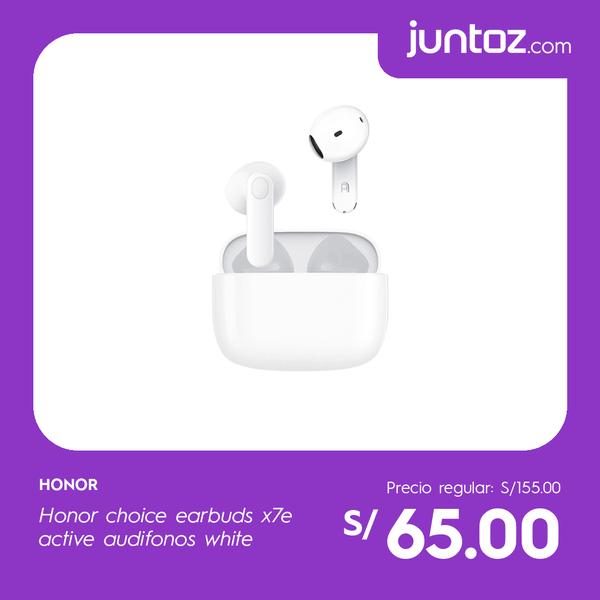 juntoz.com
HONOR
Honor choice earbuds x7e
active audifonos white
Precio regular: S/155.00
S/ 65.00